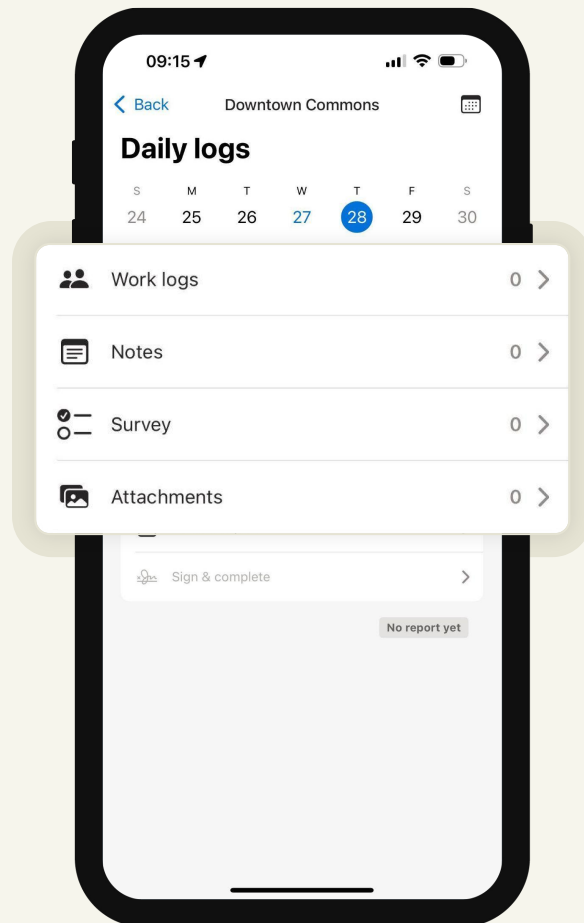 09:15
Back Downtown Commons
Daily logs
S M T W T F S
24 25 26 27 28 29 30
Work logs 0
Notes 0
Survey 0
Attachments 0
Sign & complete
No report yet